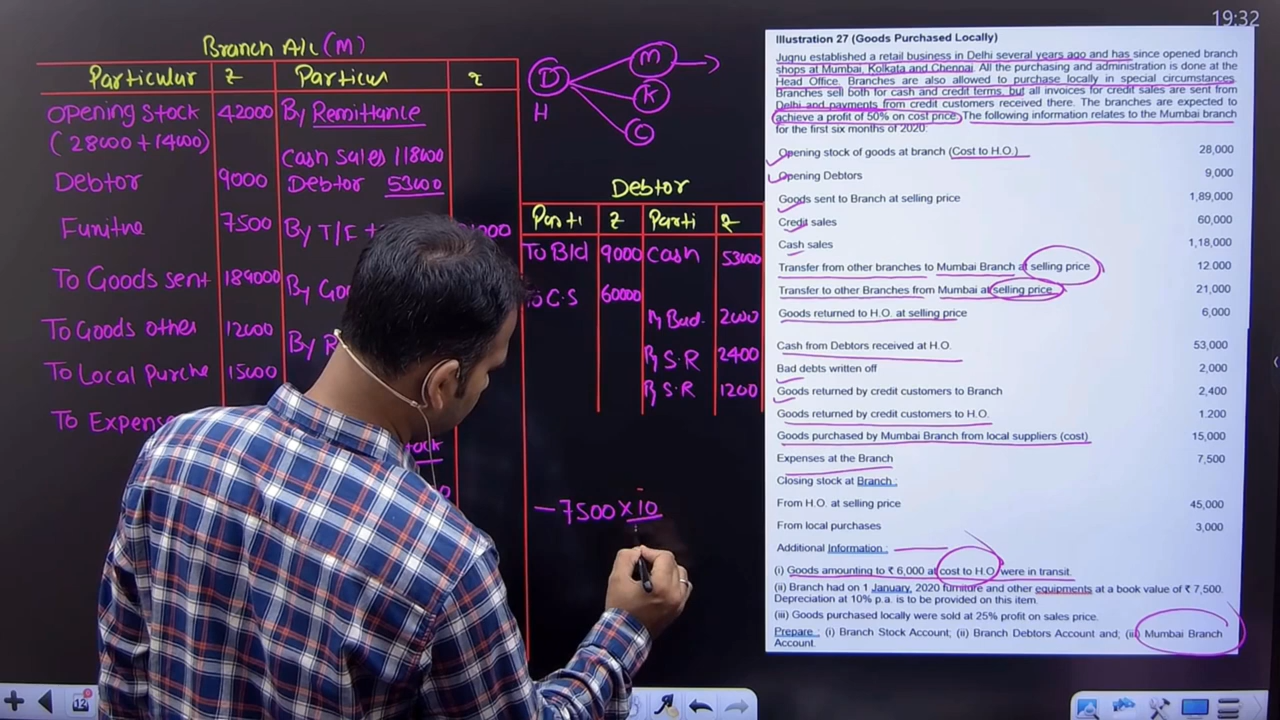 19:32
Branch A/c (M)
Particular ₹ Particus ₹
Opening Stock 42000 By Remittance
(28000+14000)
Cash Sales 118000
Debtor 9000 Debtor 53000
Funitne 7500 By T/F
To Goods sent 189000
To Goods other 12000
To Local Purche 15000
To Expens
D
H
M
K
C
Debtor
Parti ₹ Parti ₹
To Bld 9000 Cash 53000
To C.S 60000
By Bad. 2000
By S.R 2400
By S.R 1200
- 7500 × 10
Illustration 27 (Goods Purchased Locally)
Jugnu established a retail business in Delhi several years ago and has since opened branch
shops at Mumbai, Kolkata and Chennai. All the purchasing and administration is done at the
Head Office. Branches are also allowed to purchase locally in special circumstances.
Branches sell both for cash and credit terms, but all invoices for credit sales are sent from
Delhi and payments from credit customers received there. The branches are expected to
achieve a profit of 50% on cost price. The following information relates to the Mumbai branch
for the first six months of 2020:
Opening stock of goods at branch (Cost to H.O.) 28,000
Opening Debtors 9,000
Goods sent to Branch at selling price 1,89,000
Credit sales 60,000
Cash sales 1,18,000
Transfer from other branches to Mumbai Branch at selling price 12.000
Transfer to other Branches from Mumbai at selling price 21,000
Goods returned to H.O. at selling price 6,000
Cash from Debtors received at H.O. 53,000
Bad debts written off 2,000
Goods returned by credit customers to Branch 2,400
Goods returned by credit customers to H.O. 1.200
Goods purchased by Mumbai Branch from local suppliers (cost) 15,000
Expenses at the Branch 7,500
Closing stock at Branch :
From H.O. at selling price 45,000
From local purchases 3,000
Additional Information :
(i) Goods amounting to ₹ 6,000 at cost to H.O. were in transit.
(ii) Branch had on 1 January, 2020 furniture and other equipments at a book value of ₹ 7,500.
Depreciation at 10% p.a. is to be provided on this item.
(iii) Goods purchased locally were sold at 25% profit on sales price.
Prepare : (i) Branch Stock Account; (ii) Branch Debtors Account and; (iii) Mumbai Branch
Account.
12